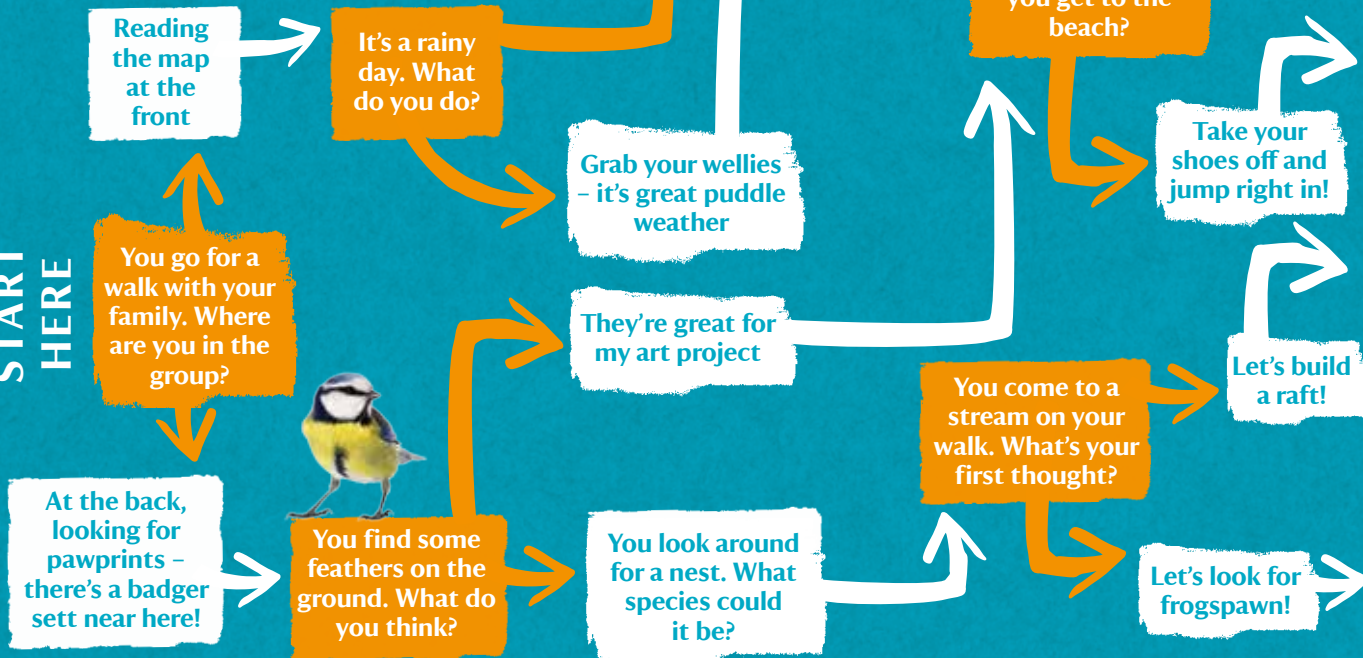 START
HERE
You go for a
walk with your
family. Where
are you in the
group?
Reading
the map
at the
front
It's a rainy
day. What
do you do?
Grab your wellies
– it's great puddle
weather
At the back,
looking for
pawprints –
there's a badger
sett near here!
You find some
feathers on the
ground. What do
you think?
They're great for
my art project
you get to the
beach?
Take your
shoes off and
jump right in!
You look around
for a nest. What
species could
it be?
You come to a
stream on your
walk. What's your
first thought?
Let's build
a raft!
Let's look for
frogspawn!